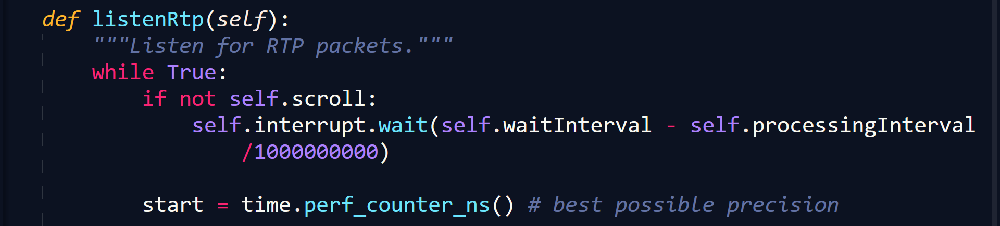 def listenRtp(self):
"""Listen for RTP packets."""
while True:
if not self.scroll:
self.interrupt.wait(self.waitInterval - self.processingInterval
/1000000000)
start = time.perf_counter_ns() # best possible precision